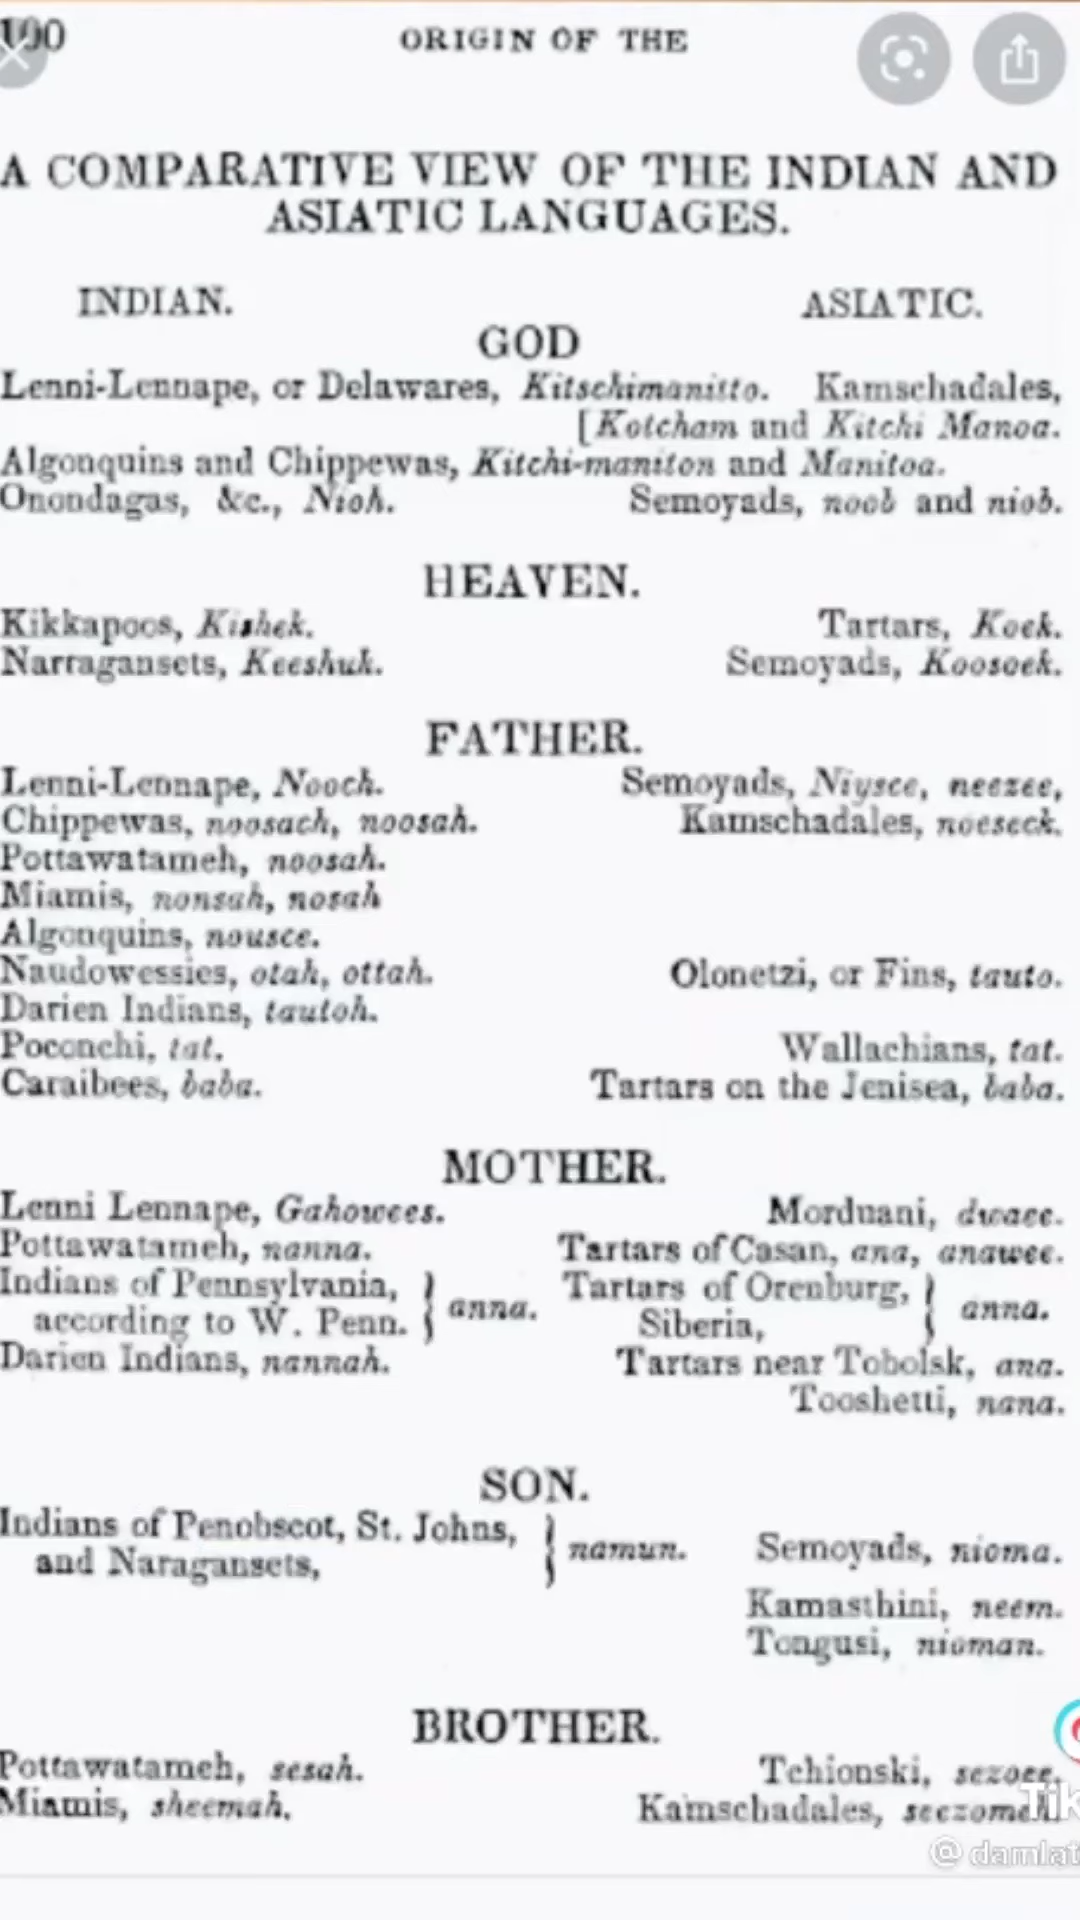 100 ORIGIN OF THE
A COMPARATIVE VIEW OF THE INDIAN AND
ASIATIC LANGUAGES.
INDIAN. ASIATIC.
GOD
Lenni-Lennape, or Delawares, Kitschimanitto. Kamschadales,
[Kotcham and Kitchi Manoa.
Algonquins and Chippewas, Kitchi-maniton and Manitoa.
Onondagas, &c., Nioh. Semoyads, noob and niob.
HEAVEN.
Kikkapoos, Kishek. Tartars, Koek.
Narragansets, Keeshuk. Semoyads, Koosoek.
FATHER.
Lenni-Lennape, Nooch. Semoyads, Niysce, neezee,
Chippewas, noosach, noosah. Kamschadales, noeseck.
Pottawatameh, noosah.
Miamis, nonsah, nosah
Algonquins, nousce.
Naudowessies, otah, ottah. Olonetzi, or Fins, tauto.
Darien Indians, tautoh.
Poconchi, tat. Wallachians, tat.
Caraibees, baba. Tartars on the Jenisea, baba.
MOTHER.
Lenni Lennape, Gahowees. Morduani, dwaee.
Pottawatameh, nanna. Tartars of Casan, ana, anawee.
Indians of Pennsylvania, } anna. Tartars of Orenburg, } anna.
according to W. Penn. Siberia,
Darien Indians, nannah. Tartars near Tobolsk, ana.
Tooshetti, nana.
SON.
Indians of Penobscot, St. Johns, } namun. Semoyads, nioma.
and Naragansets,
Kamasthini, neem.
Tongusi, nioman.
BROTHER.
Pottawatameh, sesah. Tchionski, sezoee.
Miamis, sheemah. Kamschadales, seezomeh.
Tik
@damlat